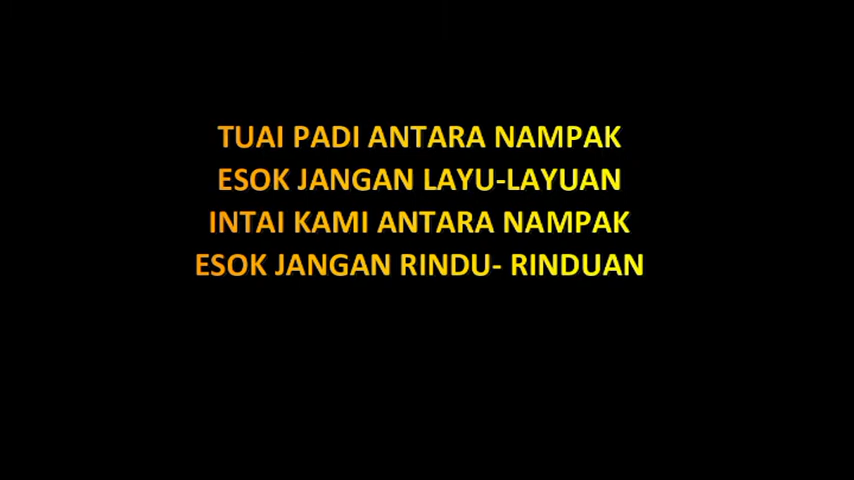 TUAI PADI ANTARA NAMPAK
ESOK JANGAN LAYU-LAYUAN
INTAI KAMI ANTARA NAMPAK
ESOK JANGAN RINDU- RINDUAN